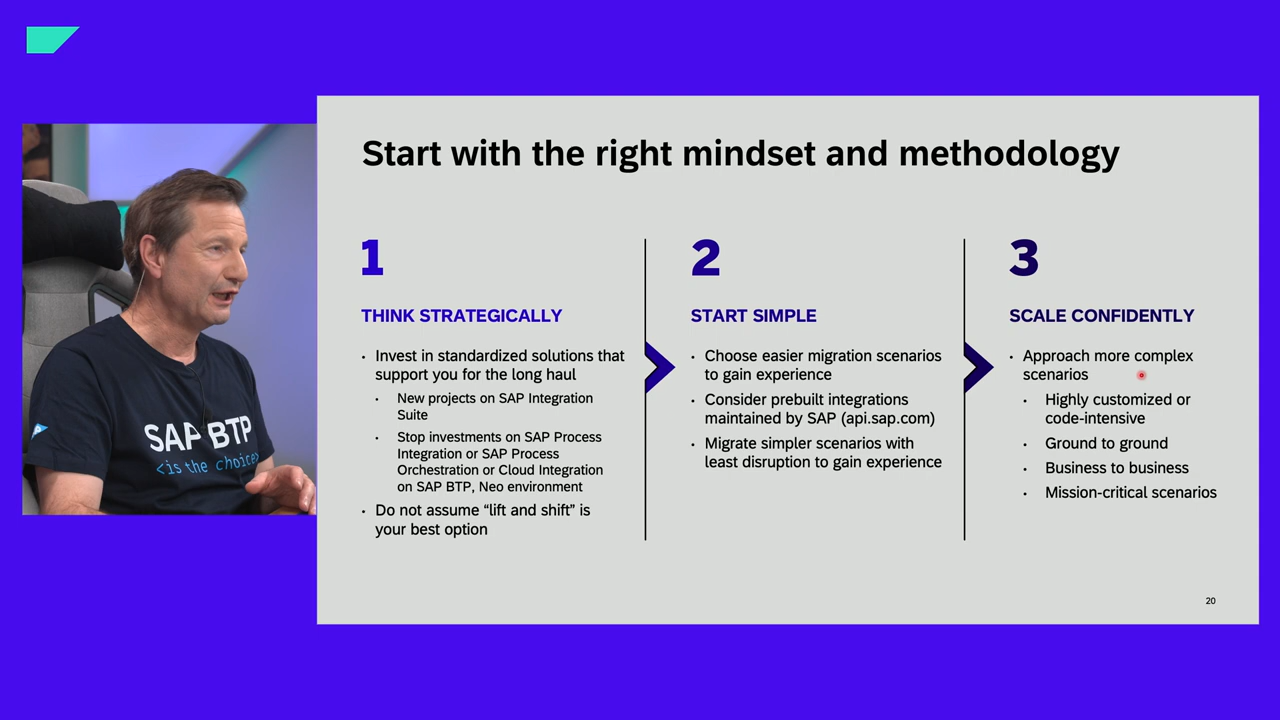 Start with the right mindset and methodology
1
THINK STRATEGICALLY
• Invest in standardized solutions that
support you for the long haul
• New projects on SAP Integration
Suite
• Stop investments on SAP Process
Integration or SAP Process
Orchestration or Cloud Integration
on SAP BTP, Neo environment
• Do not assume “lift and shift” is
your best option
2
START SIMPLE
• Choose easier migration scenarios
to gain experience
• Consider prebuilt integrations
maintained by SAP (api.sap.com)
• Migrate simpler scenarios with
least disruption to gain experience
3
SCALE CONFIDENTLY
• Approach more complex
scenarios
• Highly customized or
code-intensive
• Ground to ground
• Business to business
• Mission-critical scenarios
20
SAP BTP
<is the choice>